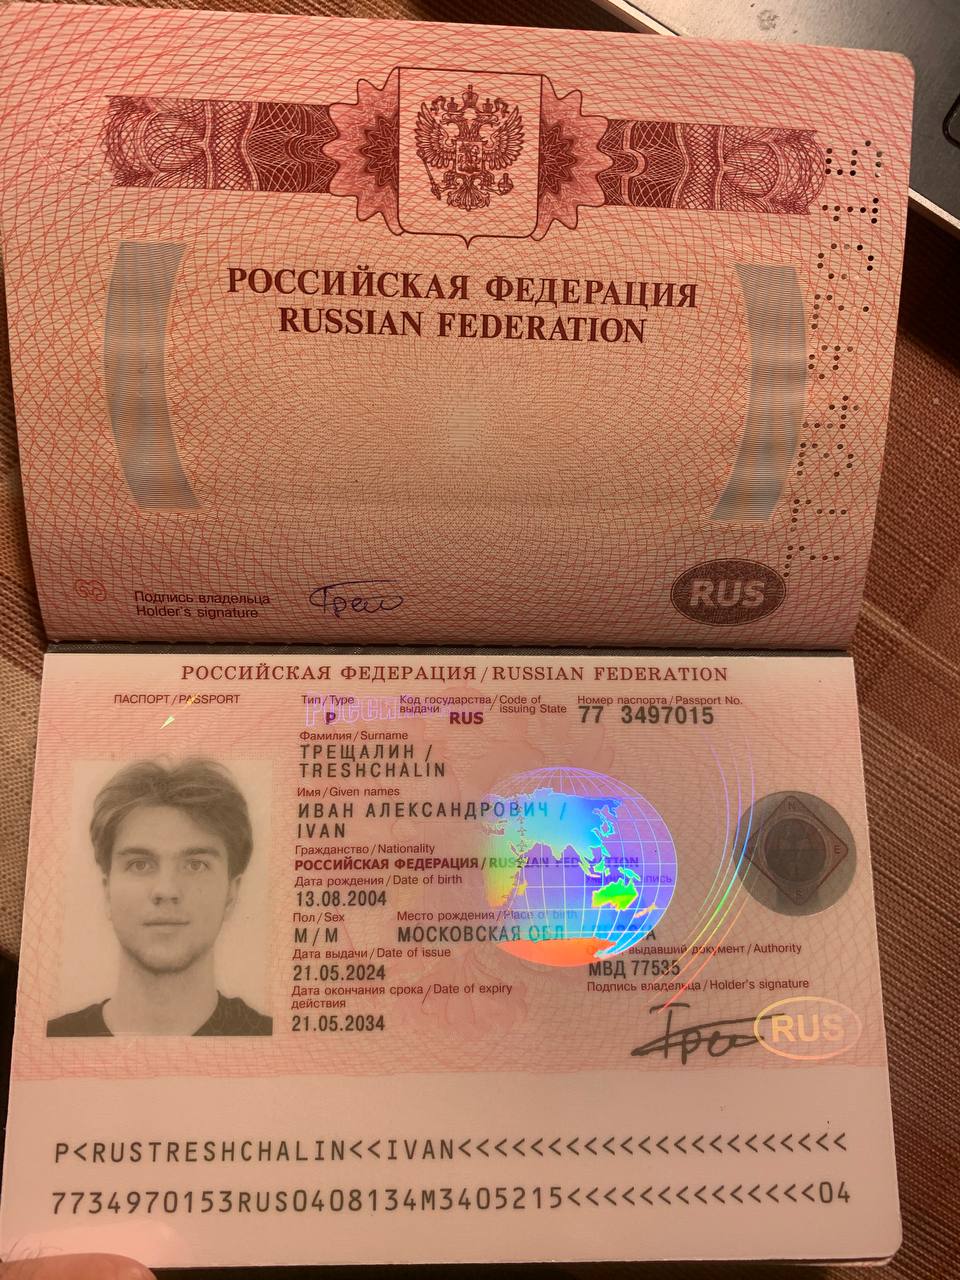 РОССИЙСКАЯ ФЕДЕРАЦИЯ
RUSSIAN FEDERATION
Подпись владельца
Holder's signature
RUS
РОССИЙСКАЯ ФЕДЕРАЦИЯ / RUSSIAN FEDERATION
ПАСПОРТ / PASSPORT
Тип / Type
Код государства / Code of
выдачи issuing State
Номер паспорта / Passport No.
P
RUS
77 3497015
Фамилия / Surname
ТРЕЩАЛИН /
TRESHCHALIN
Имя / Given names
ИВАН АЛЕКСАНДРОВИЧ /
IVAN
Гражданство / Nationality
РОССИЙСКАЯ ФЕДЕРАЦИЯ / RUSSIAN FEDERATION
Дата рождения / Date of birth
13.08.2004
Пол / Sex
Место рождения / Place of birth
М / M
МОСКОВСКАЯ ОБЛ
Дата выдачи / Date of issue
выдавший документ / Authority
21.05.2024
МВД 77535
Дата окончания срока / Date of expiry
действия
Подпись владельца / Holder's signature
21.05.2034
RUS
P<RUSTRESHCHALIN<<IVAN<<<<<<<<<<<<<<<<<<<<<<
7734970153RUS0408134M3405215<<<<<<<<<<<<<<04